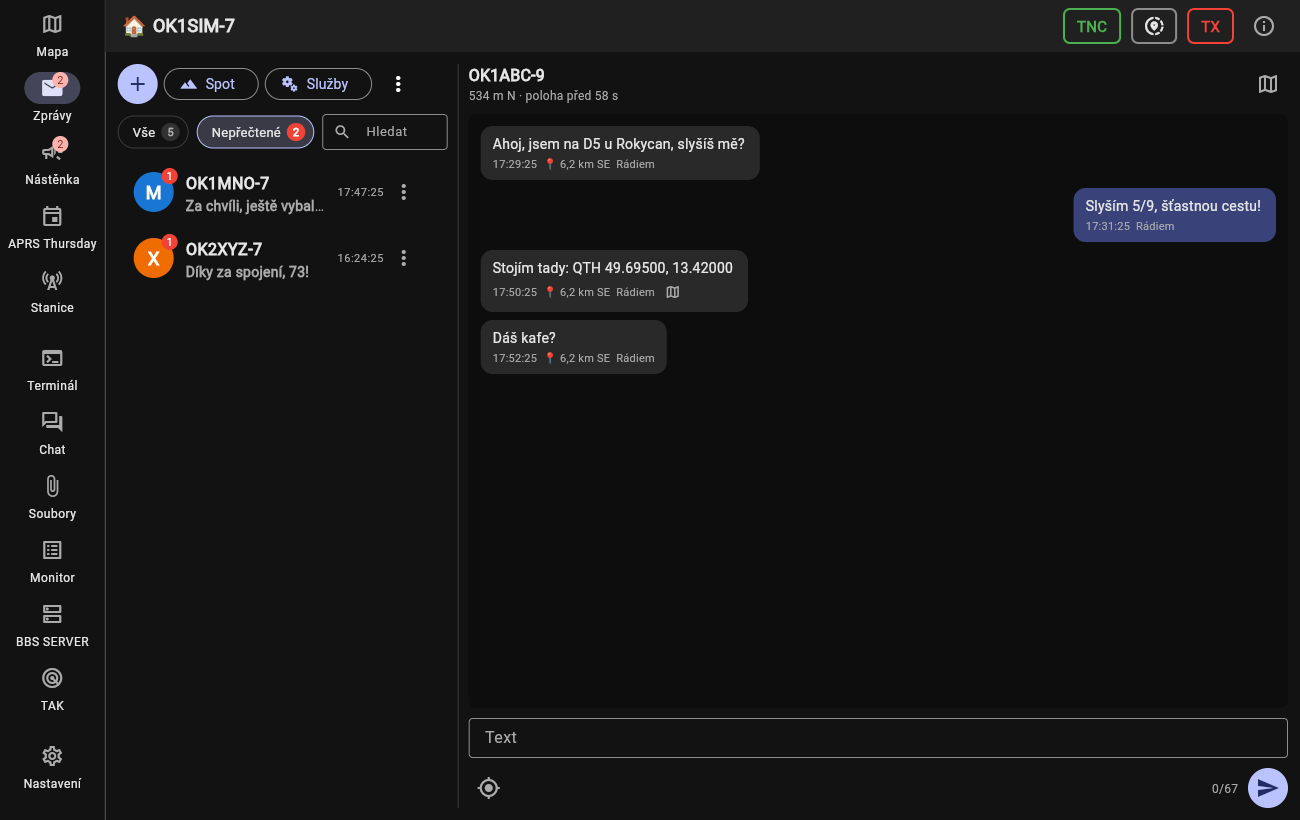 OK1SIM-7
TNC
TX
Mapa
2
Zprávy
2
Nástěnka
APRS Thursday
Stanice
Terminál
Chat
Soubory
Monitor
BBS SERVER
TAK
Nastavení
Spot
Služby
Vše 5
Nepřečtené 2
Hledat
M
1
OK1MNO-7
17:47:25
Za chvíli, ještě vybal…
X
1
OK2XYZ-7
16:24:25
Díky za spojení, 73!
OK1ABC-9
534 m N · poloha před 58 s
Ahoj, jsem na D5 u Rokycan, slyšíš mě?
17:29:25 📍 6,2 km SE Rádiem
Slyším 5/9, šťastnou cestu!
17:31:25 Rádiem
Stojím tady: QTH 49.69500, 13.42000
17:50:25 📍 6,2 km SE Rádiem
Dáš kafe?
17:52:25 📍 6,2 km SE Rádiem
Text
0/67